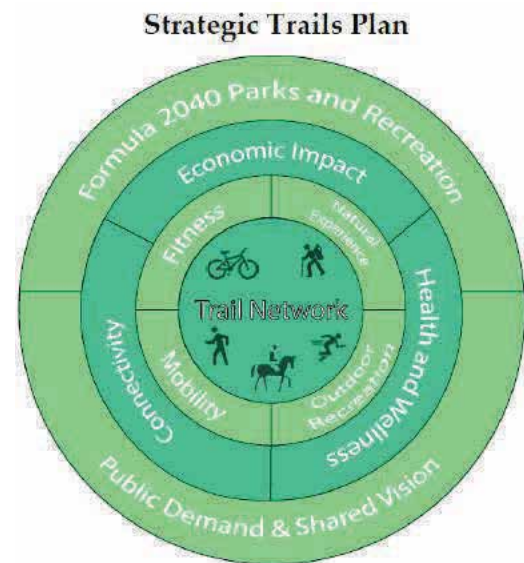 Strategic Trails Plan
Formula 2040 Parks and Recreation
Economic Impact
Fitness
Natural
Experience
Trail Network
Connectivity
Mobility
Outdoor
Recreation
Health and Wellness
Public Demand & Shared Vision